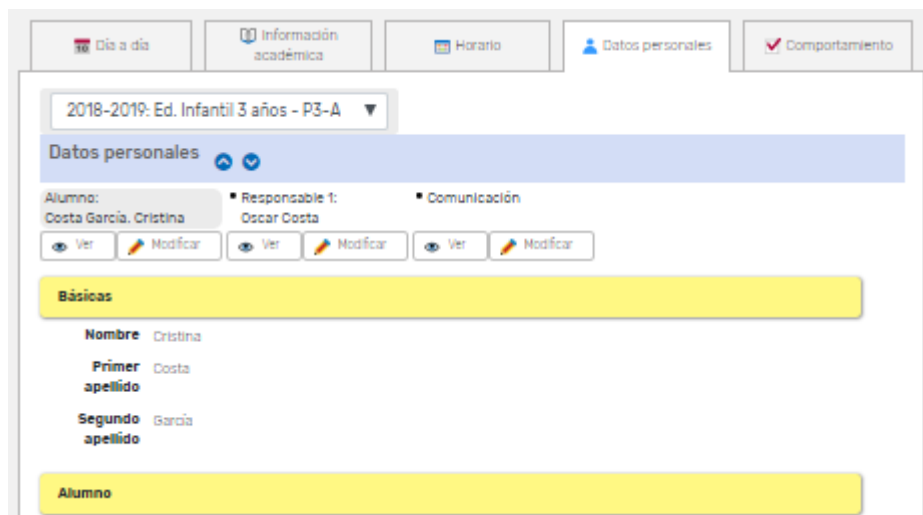 10 Día a día
Información
académica
Horario
Datos personales
Comportamiento
2018-2019: Ed. Infantil 3 años - P3-A
Datos personales
Alumno:
Costa García, Cristina
Ver Modificar
Responsable 1:
Oscar Costa
Ver Modificar
Comunicación
Ver Modificar
Básicas
Nombre Cristina
Primer Costa
apellido
Segundo García
apellido
Alumno